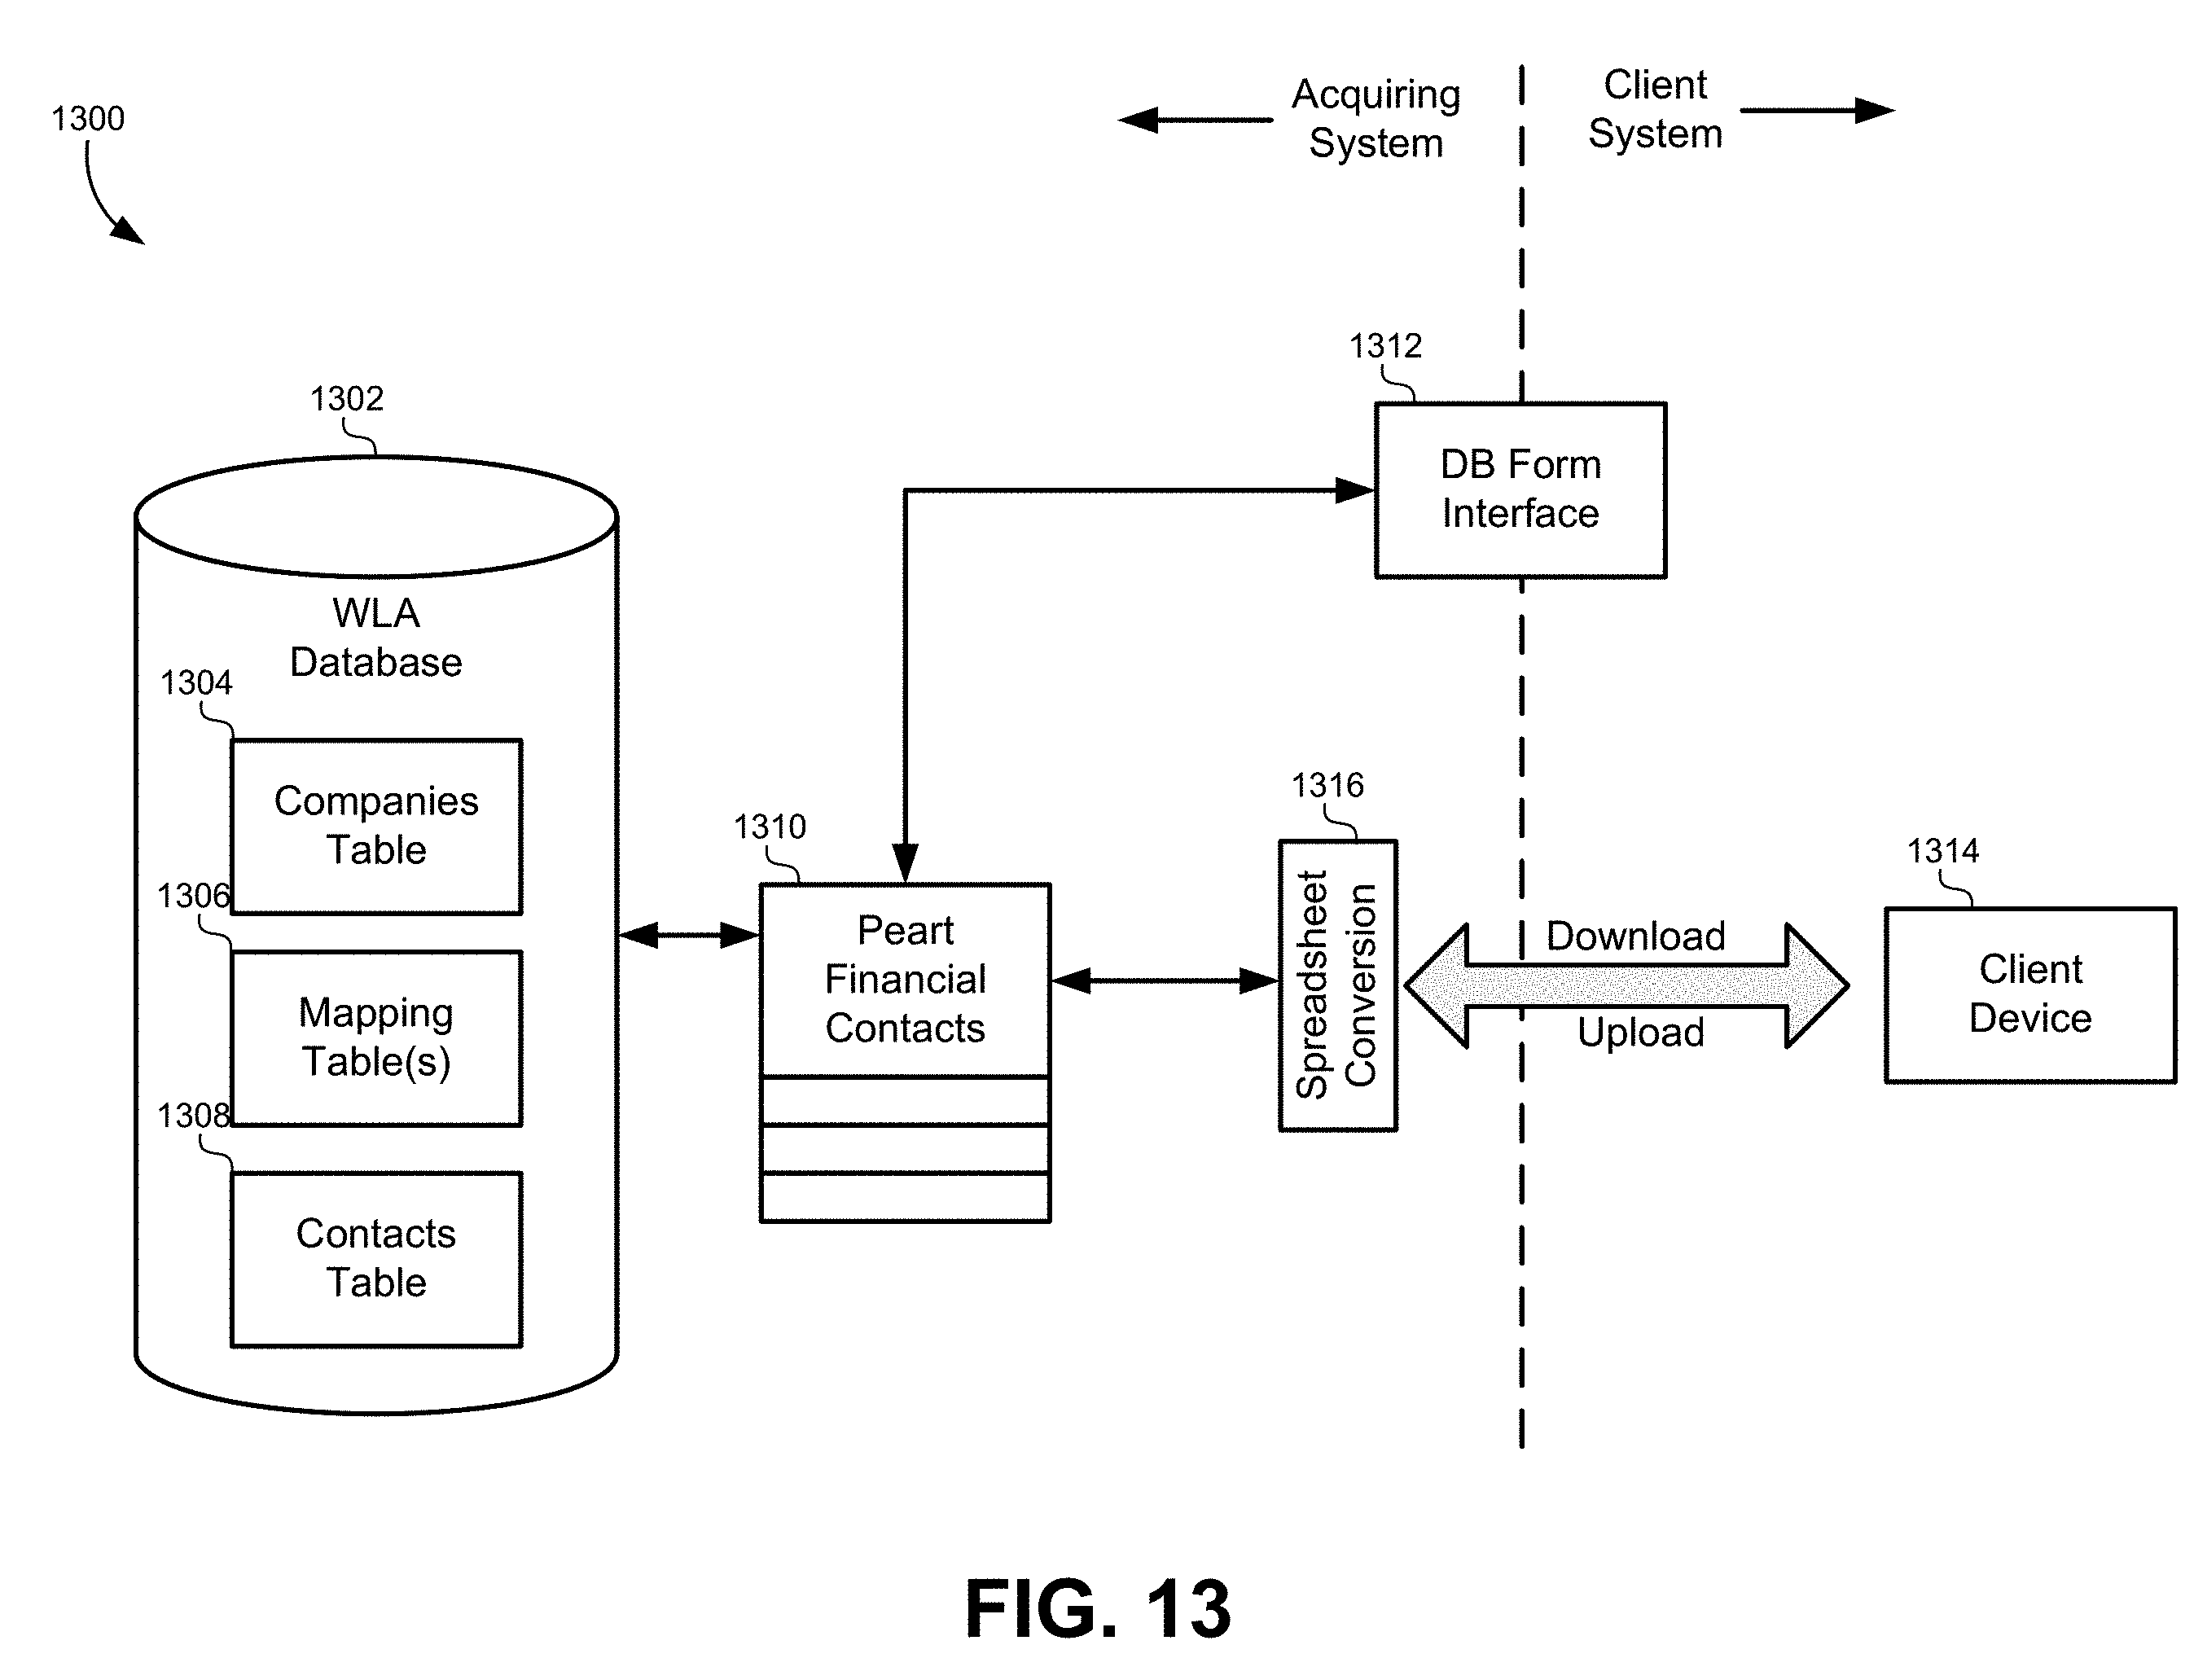 1300
Acquiring
System
Client
System
1312
DB Form
Interface
1302
WLA
Database
1304
Companies
Table
1306
Mapping
Table(s)
1308
Contacts
Table
1310
Peart
Financial
Contacts
1316
Spreadsheet
Conversion
Download
Upload
1314
Client
Device
FIG. 13